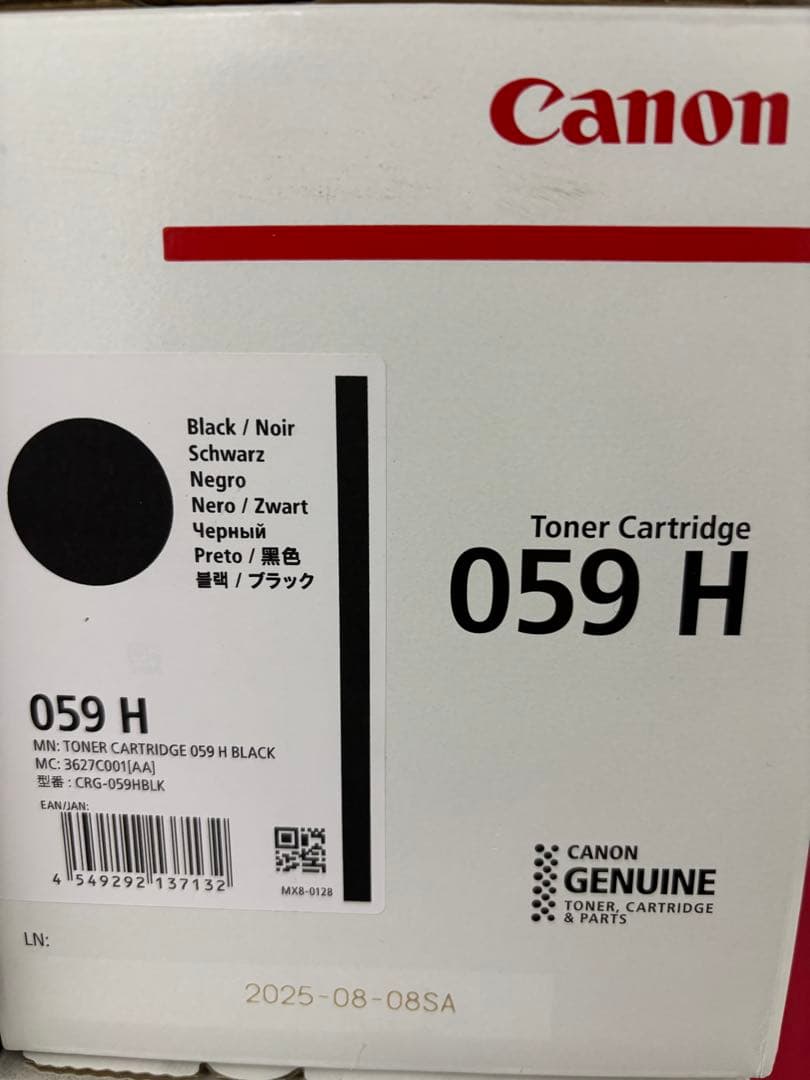 Canon
Black / Noir
Schwarz
Negro
Nero / Zwart
Черный
Preto / 黑色
블랙 / ブラック
Toner Cartridge
059 H
059 H
MN: TONER CARTRIDGE 059 H BLACK
MC: 3627C001[AA]
型番 : CRG-059HBLK
EAN/JAN:
4 549292 137132
MX8-0128
CANON
GENUINE
TONER, CARTRIDGE
& PARTS
LN:
2025-08-08SA